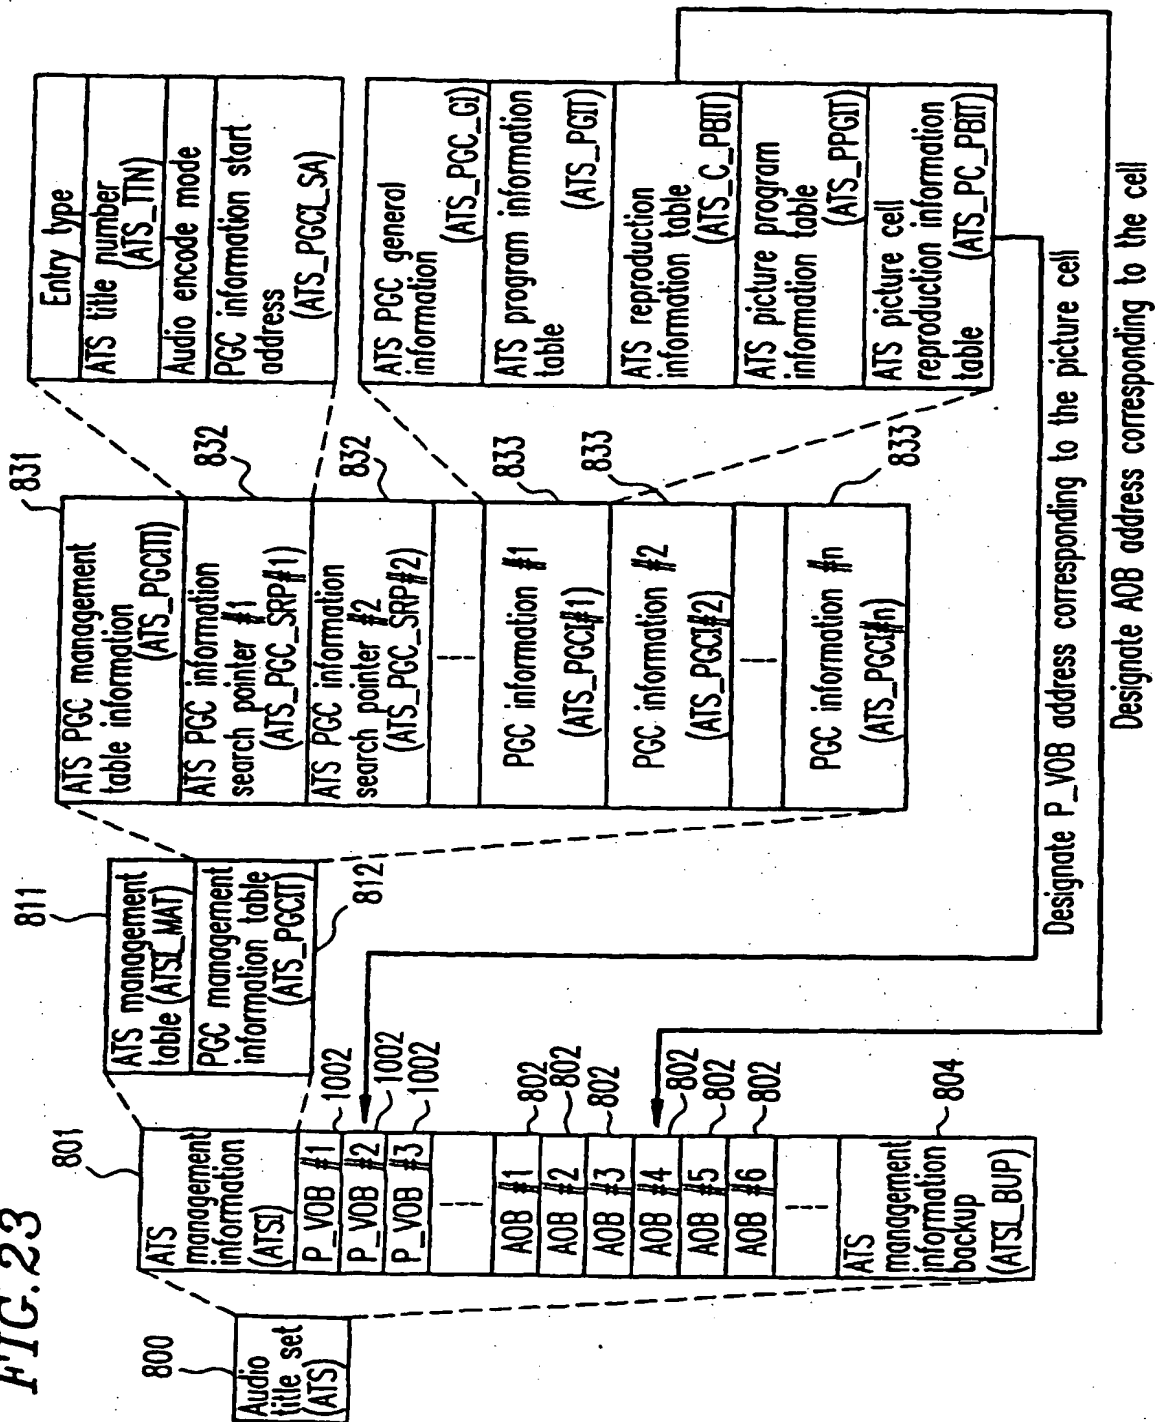 FIG. 23
800
Audio
title set
(ATS)
801
ATS
management
information
(ATSI)
P_VOB #1
P_VOB #2
P_VOB #3
1002
1002
1002
AOB #1
AOB #2
AOB #3
AOB #4
AOB #5
AOB #6
802
802
802
802
802
802
ATS
management
information
backup
(ATSI_BUP)
804
811
ATS management
table (ATSI_MAT)
PGC management
information table
(ATS_PGCIT)
812
831
ATS PGC management
table information
(ATS_PGCITI)
ATS PGC information
search pointer #1
(ATS_PGC_SRP#1)
832
ATS PGC information
search pointer #2
(ATS_PGC_SRP#2)
832
PGC information #1
(ATS_PGCI#1)
833
PGC information #2
(ATS_PGCI#2)
833
PGC information #n
(ATS_PGCI#n)
833
Entry type
ATS title number
(ATS_TTN)
Audio encode mode
PGC information start
address
(ATS_PGCI_SA)
ATS PGC general
information
(ATS_PGC_GI)
ATS program information
table
(ATS_PGIT)
ATS reproduction
information table
(ATS_C_PBIT)
ATS picture program
information table
(ATS_PPGIT)
ATS picture cell
reproduction information
table
(ATS_PC_PBIT)
Designate P_VOB address corresponding to the picture cell
Designate AOB address corresponding to the cell